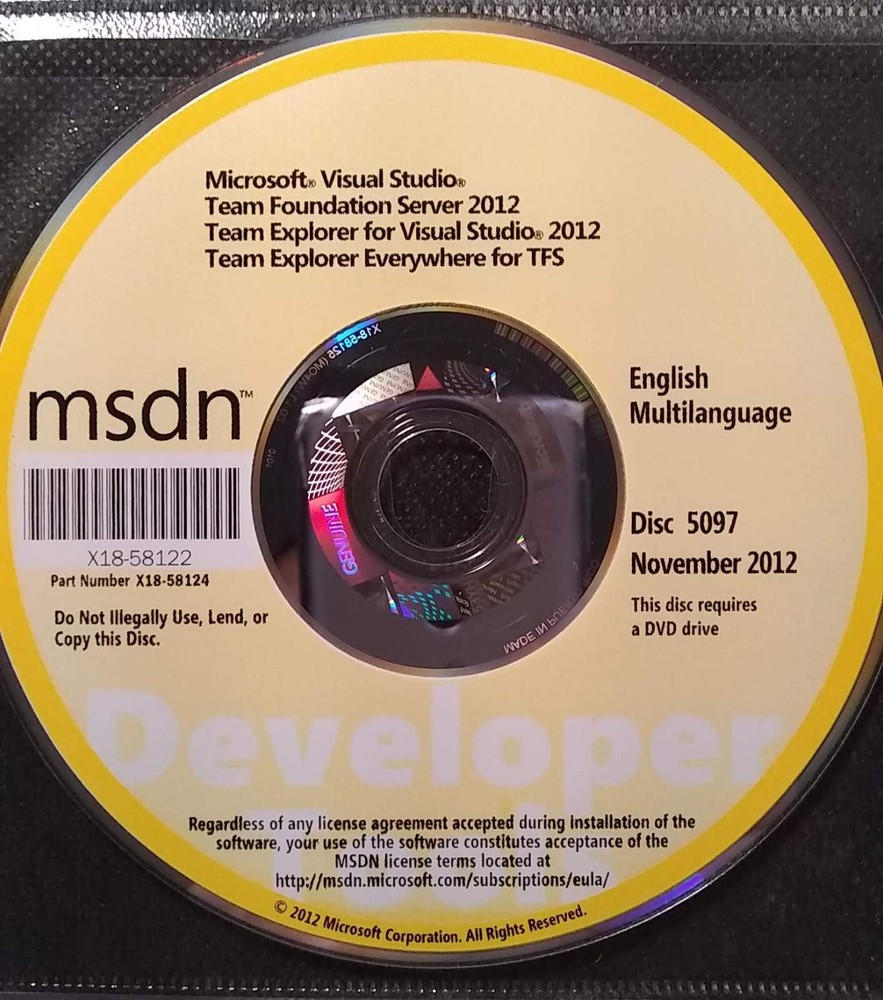 Microsoft® Visual Studio®
Team Foundation Server 2012
Team Explorer for Visual Studio® 2012
Team Explorer Everywhere for TFS
msdn™
X18-58122
Part Number X18-58124
Do Not Illegally Use, Lend, or
Copy this Disc.
English
Multilanguage
Disc 5097
November 2012
This disc requires
a DVD drive
X18-58125
GENUINE
MADE IN
Developer
Regardless of any license agreement accepted during installation of the
software, your use of the software constitutes acceptance of the
MSDN license terms located at
http://msdn.microsoft.com/subscriptions/eula/
© 2012 Microsoft Corporation. All Rights Reserved.